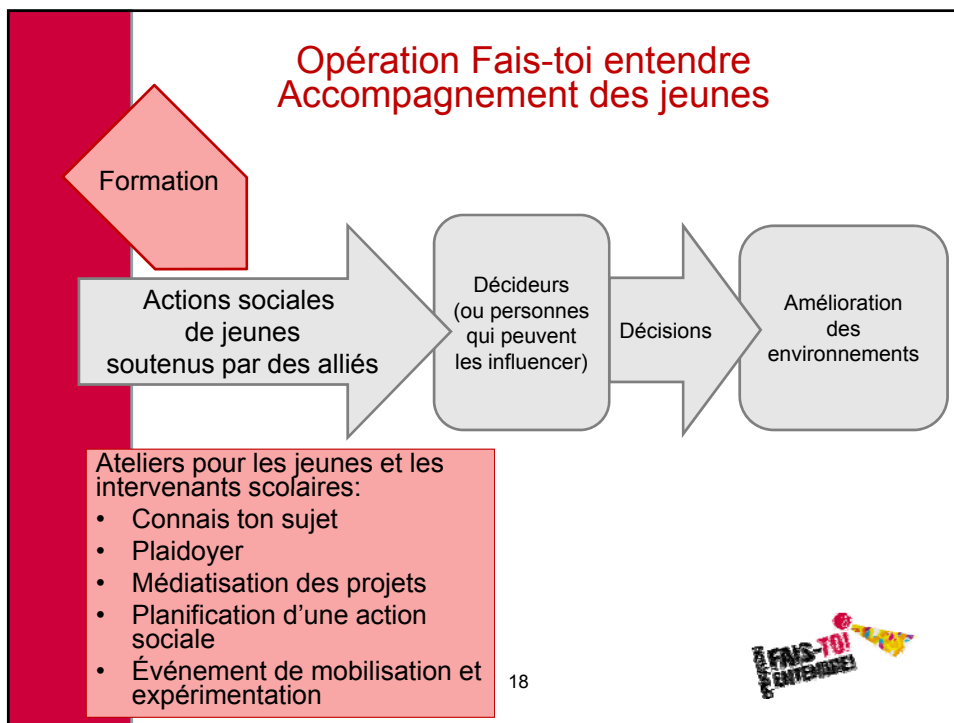 Opération Fais-toi entendre
Accompagnement des jeunes
Formation
Actions sociales
de jeunes
soutenus par des alliés
Décideurs
(ou personnes
qui peuvent
les influencer)
Décisions
Amélioration
des
environnements
Ateliers pour les jeunes et les
intervenants scolaires:
• Connais ton sujet
• Plaidoyer
• Médiatisation des projets
• Planification d’une action
sociale
• Événement de mobilisation et
expérimentation
18
OPÉRATION
FAIS-TOI
ENTENDRE!